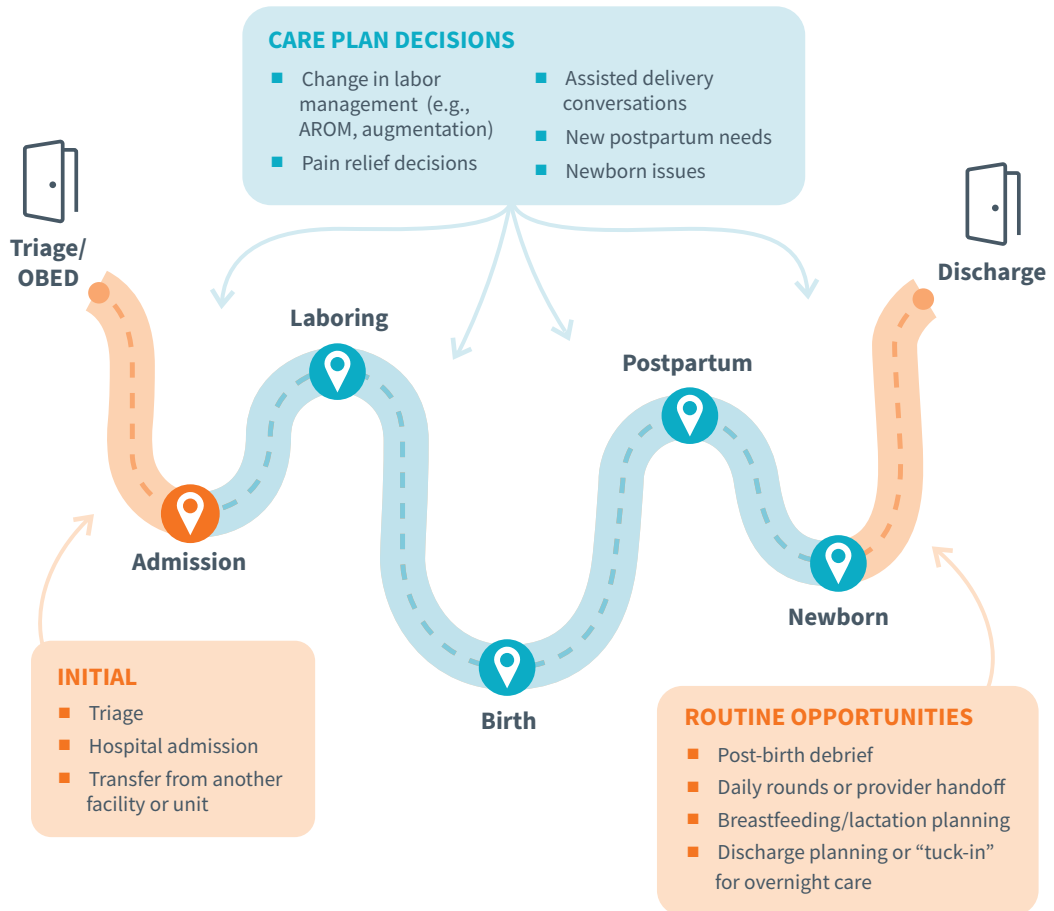 CARE PLAN DECISIONS
■ Change in labor
management (e.g.,
AROM, augmentation)
■ Pain relief decisions
■ Assisted delivery
conversations
■ New postpartum needs
■ Newborn issues
Triage/
OBED
Discharge
Laboring
Postpartum
Admission
Newborn
Birth
INITIAL
■ Triage
■ Hospital admission
■ Transfer from another
facility or unit
ROUTINE OPPORTUNITIES
■ Post-birth debrief
■ Daily rounds or provider handoff
■ Breastfeeding/lactation planning
■ Discharge planning or “tuck-in”
for overnight care